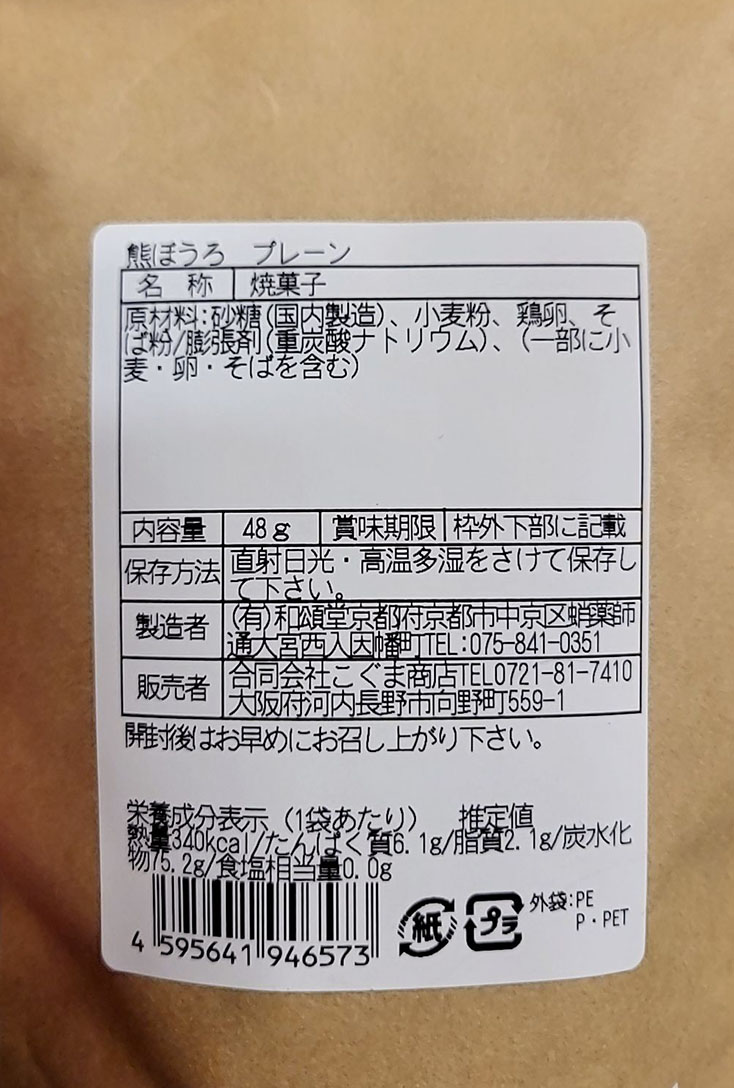 熊ぼうろ　プレーン
名　称　焼菓子
原材料:砂糖(国内製造)、小麦粉、鶏卵、そ
ば粉/膨張剤(重炭酸ナトリウム)、(一部に小
麦・卵・そばを含む)
内容量　48g　賞味期限　枠外下部に記載
保存方法　直射日光・高温多湿をさけて保存し
て下さい。
製造者　(有)和頌堂京都府京都市中京区蛸薬師
通大宮西入因幡町TEL:075-841-0351
販売者　合同会社こぐま商店TEL0721-81-7410
大阪府河内長野市向野町559-1
開封後はお早めにお召し上がり下さい。
栄養成分表示（1袋あたり）　推定値
熱量340kcal/たんぱく質6.1g/脂質2.1g/炭水化
物75.2g/食塩相当量0.0g
紙　プラ　外袋:PE
P・PET
4 595641 946573